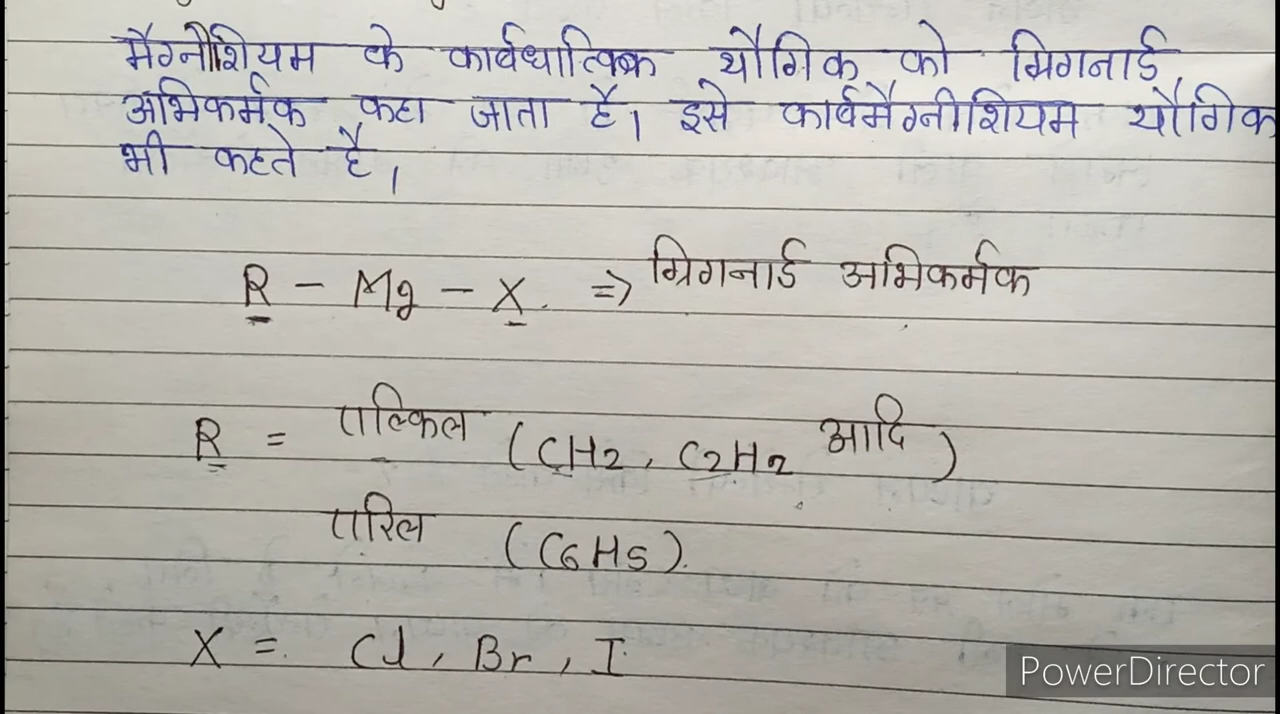 मैग्नीशियम के कार्बधात्विक यौगिक को ग्रिगनार्ड
अभिकर्मक कहा जाता है। इसे कार्बमैग्नीशियम यौगिक
भी कहते है।
R - Mg - X. => ग्रिगनार्ड अभिकर्मक
R = एल्किल (CH2, C2H2 आदि)
एरिल (C6H5).
X = Cl, Br, I
PowerDirector